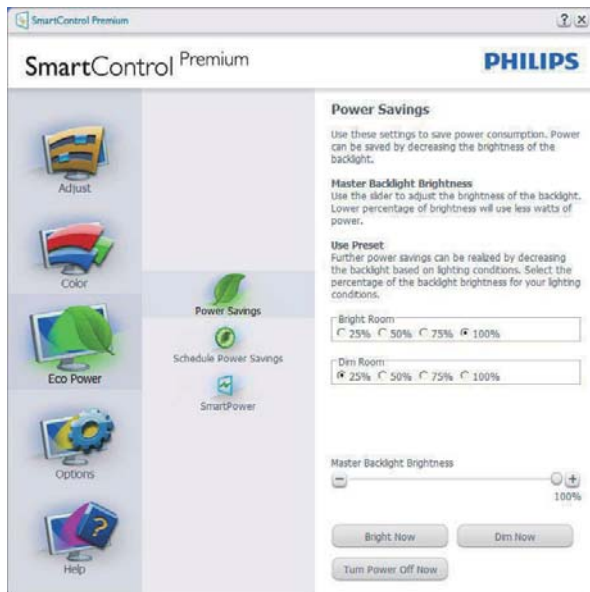 SmartControl Premium
? ×
SmartControl Premium
PHILIPS
Adjust
Color
Eco Power
Options
Help
Power Savings
Schedule Power Savings
SmartPower
Power Savings
Use these settings to save power consumption. Power
can be saved by decreasing the brightness of the
backlight.
Master Backlight Brightness
Use the slider to adjust the brightness of the backlight.
Lower percentage of brightness will use less watts of
power.
Use Preset
Further power savings can be realized by decreasing
the backlight based on lighting conditions. Select the
percentage of the backlight brightness for your lighting
conditions.
Bright Room
25% 50% 75% 100%
Dim Room
25% 50% 75% 100%
Master Backlight Brightness
100%
Bright Now Dim Now
Turn Power Off Now